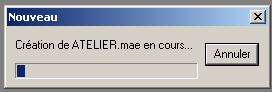 Nouveau
Création de ATELIER.mae en cours...
Annuler